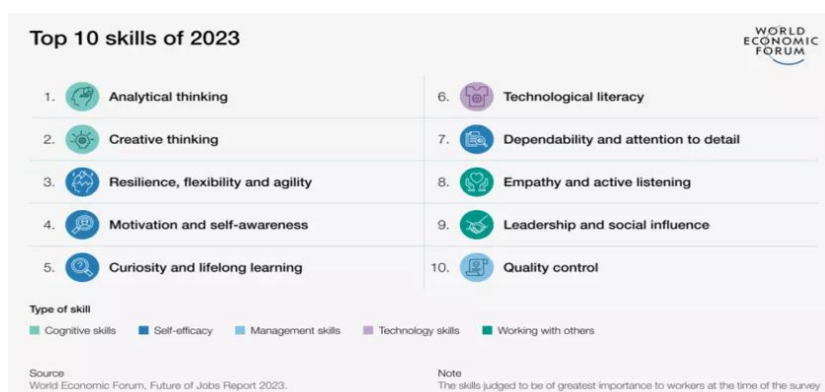 Top 10 skills of 2023
WORLD
ECONOMIC
FORUM
1. Analytical thinking
2. Creative thinking
3. Resilience, flexibility and agility
4. Motivation and self-awareness
5. Curiosity and lifelong learning
6. Technological literacy
7. Dependability and attention to detail
8. Empathy and active listening
9. Leadership and social influence
10. Quality control
Type of skill
Cognitive skills Self-efficacy Management skills Technology skills Working with others
Source
World Economic Forum, Future of Jobs Report 2023.
Note
The skills judged to be of greatest importance to workers at the time of the survey